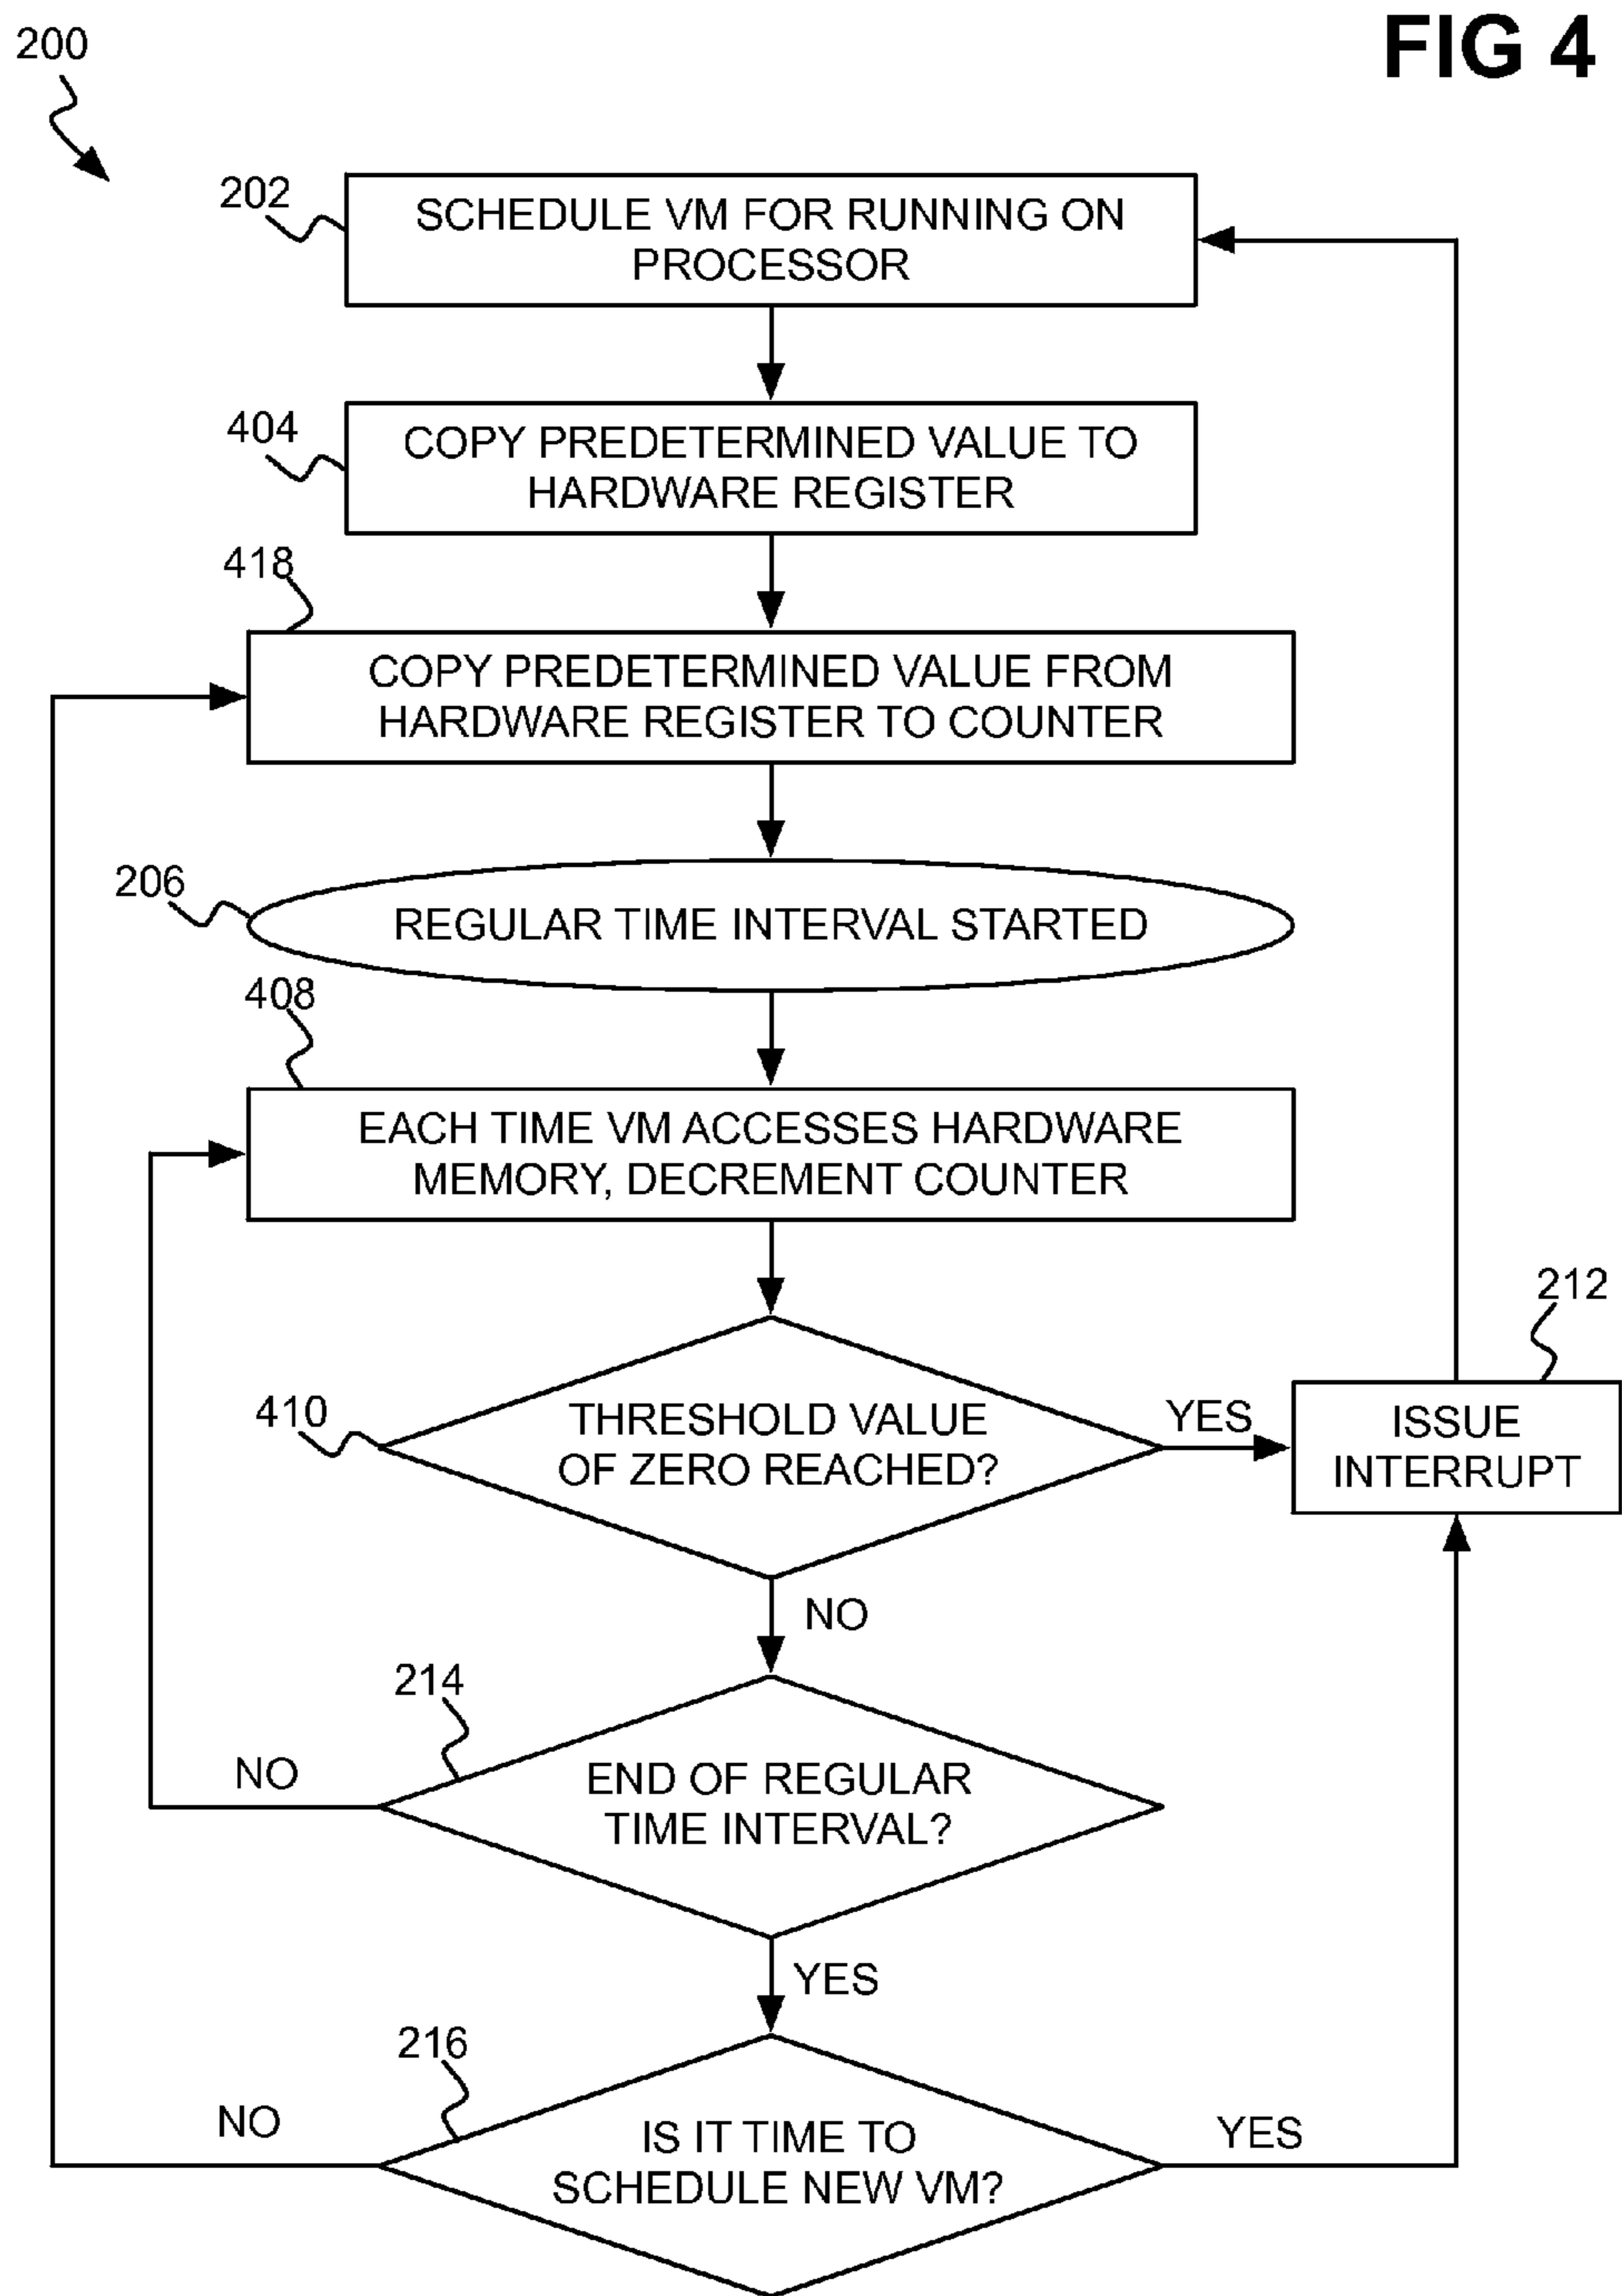 FIG 4
200
202
SCHEDULE VM FOR RUNNING ON
PROCESSOR
404
COPY PREDETERMINED VALUE TO
HARDWARE REGISTER
418
COPY PREDETERMINED VALUE FROM
HARDWARE REGISTER TO COUNTER
206
REGULAR TIME INTERVAL STARTED
408
EACH TIME VM ACCESSES HARDWARE
MEMORY, DECREMENT COUNTER
410
THRESHOLD VALUE
OF ZERO REACHED?
YES
212
ISSUE
INTERRUPT
NO
214
END OF REGULAR
TIME INTERVAL?
NO
YES
216
IS IT TIME TO
SCHEDULE NEW VM?
NO
YES